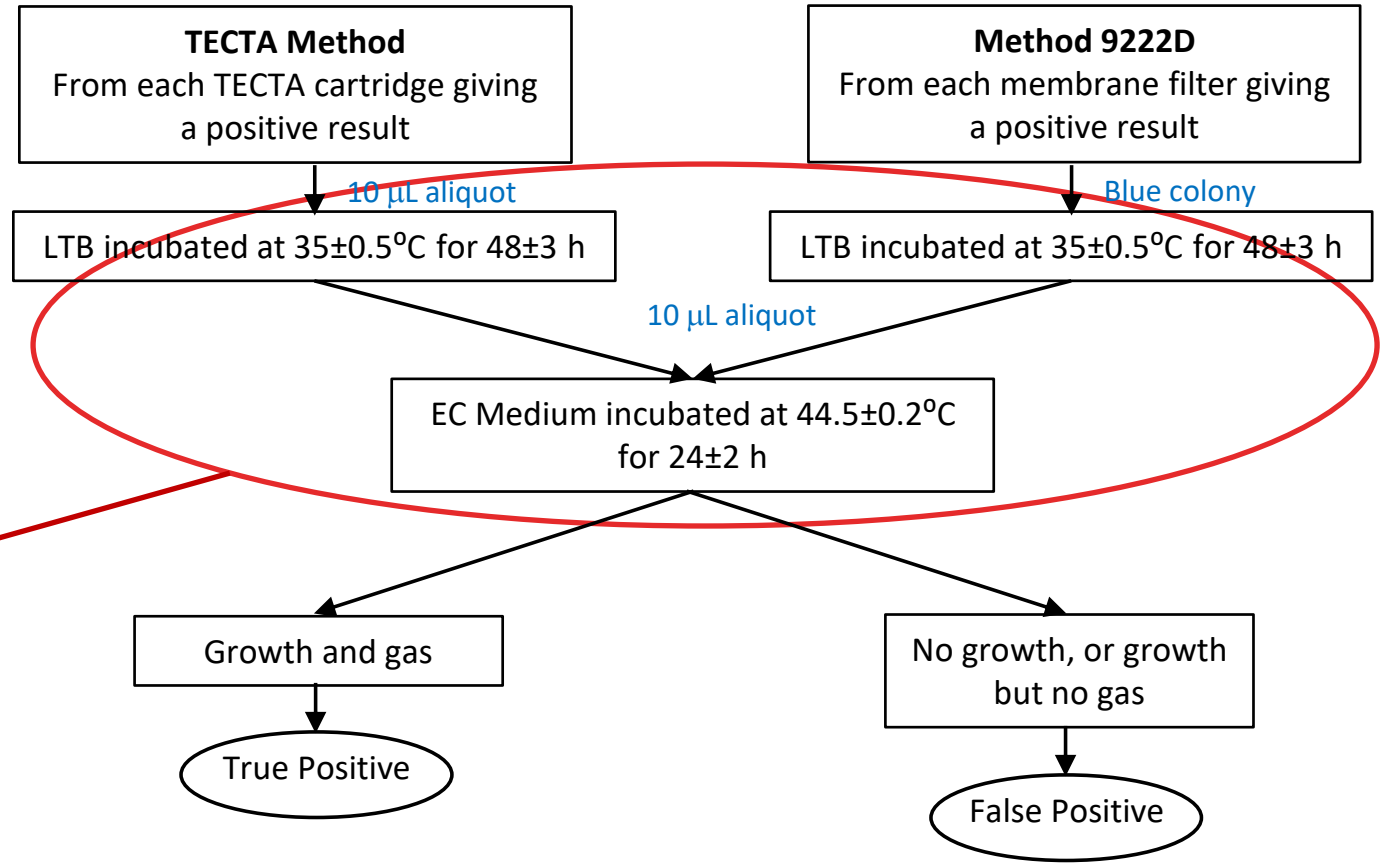 TECTA Method
From each TECTA cartridge giving
a positive result
Method 9222D
From each membrane filter giving
a positive result
10 μL aliquot
Blue colony
LTB incubated at 35±0.5⁰C for 48±3 h
LTB incubated at 35±0.5⁰C for 48±3 h
10 μL aliquot
EC Medium incubated at 44.5±0.2⁰C
for 24±2 h
Growth and gas
No growth, or growth
but no gas
True Positive
False Positive